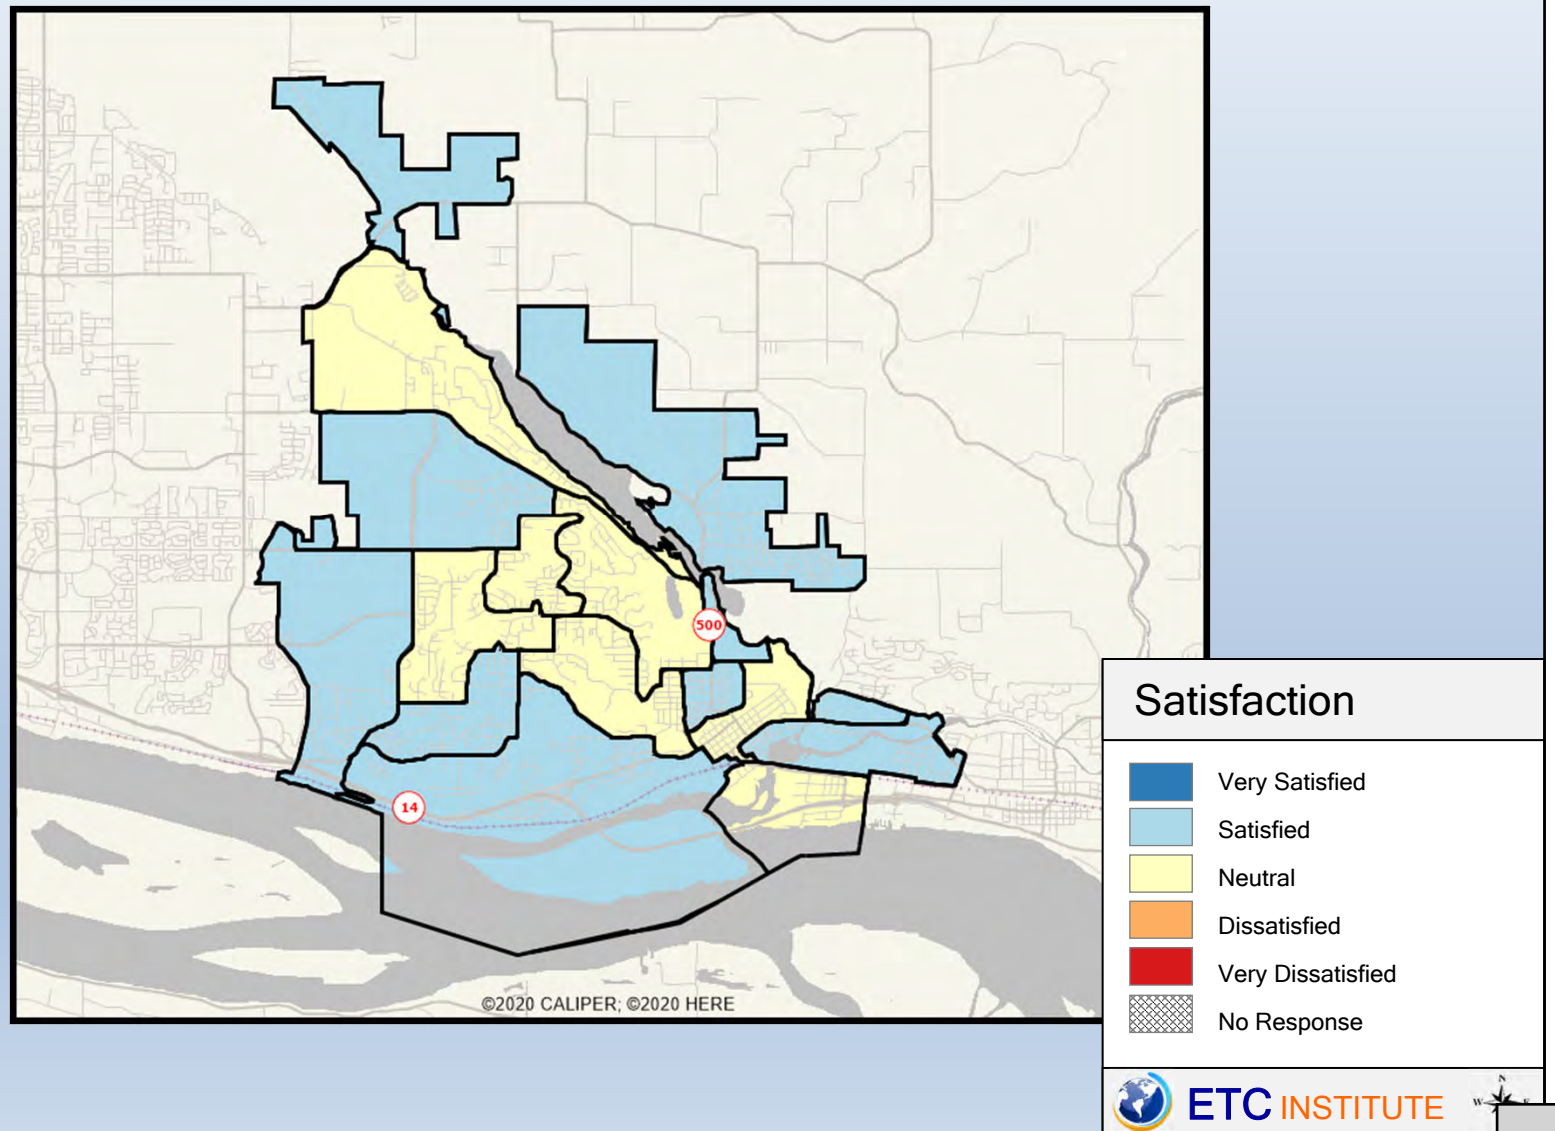 500
14
©2020 CALIPER; ©2020 HERE
Satisfaction
Very Satisfied
Satisfied
Neutral
Dissatisfied
Very Dissatisfied
No Response
ETC INSTITUTE
N
W
E